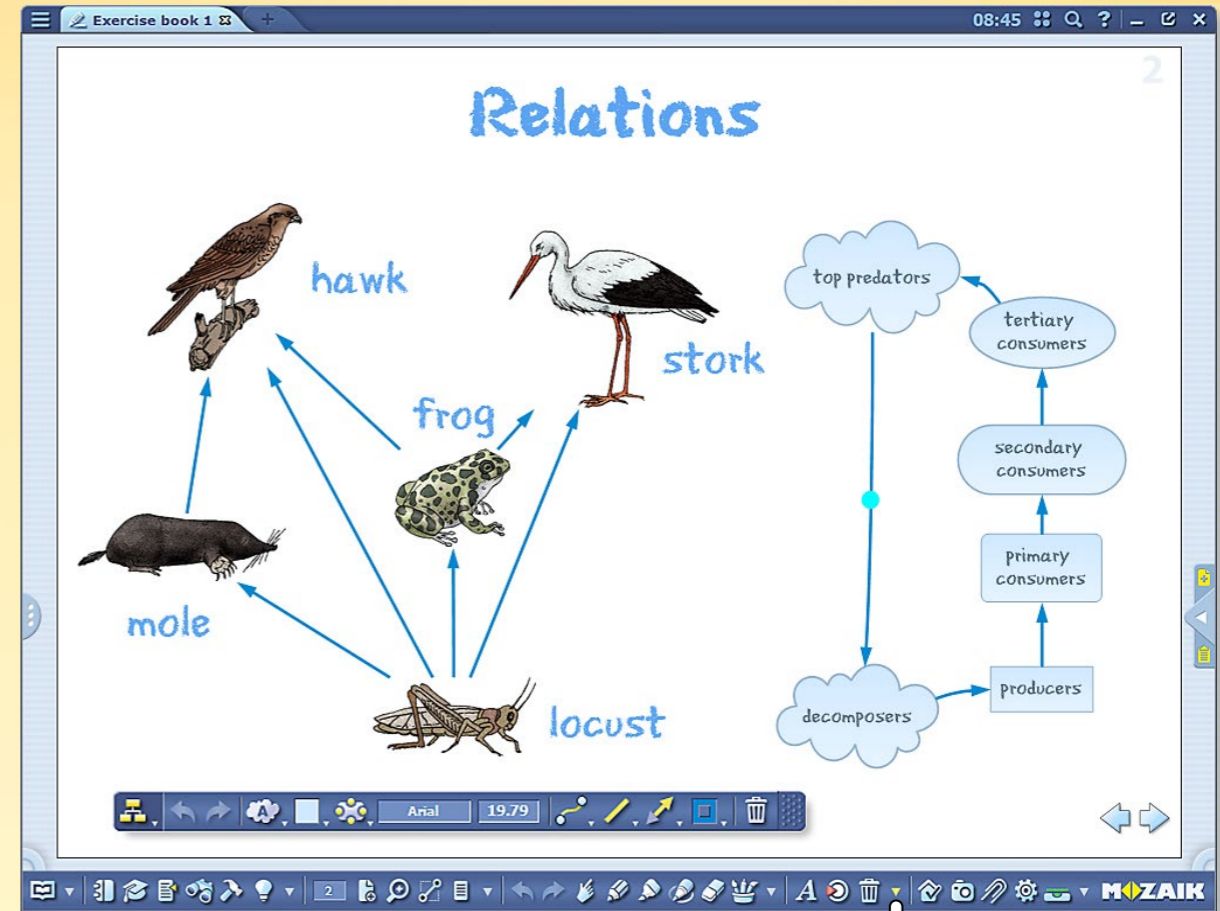 Exercise book 1
08:45
2
Relations
hawk
stork
frog
mole
locust
top predators
tertiary
consumers
secondary
consumers
primary
consumers
producers
decomposers
A
Arial
19.79
2
A
MOZAIK